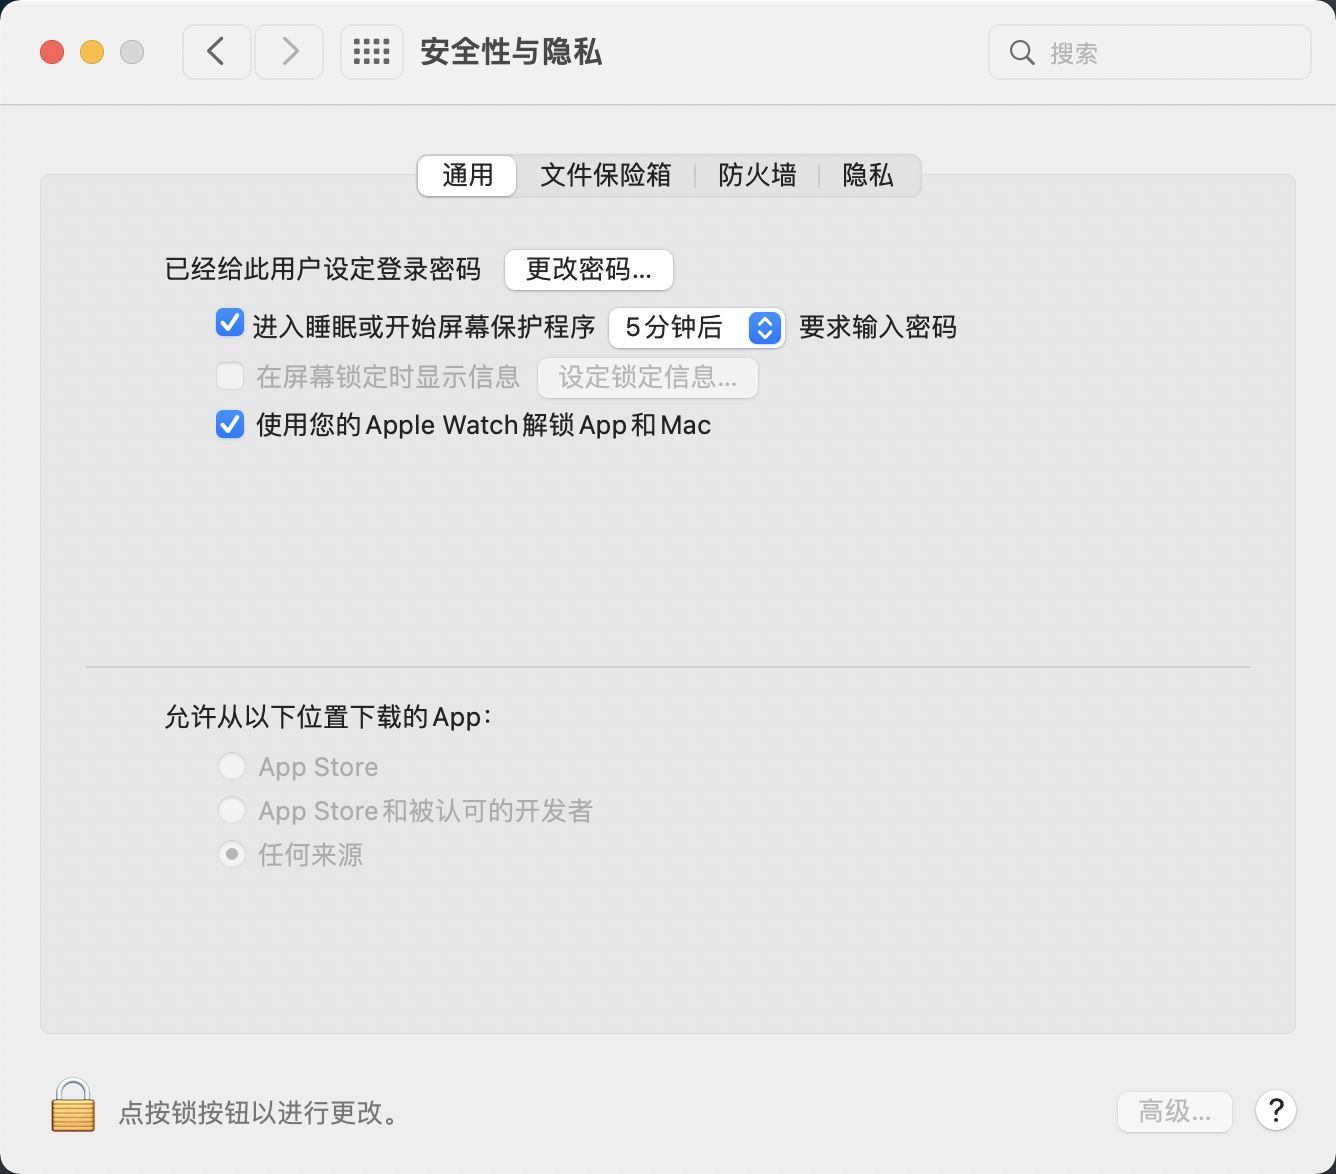 安全性与隐私
搜索
通用 文件保险箱 防火墙 隐私
已经给此用户设定登录密码 更改密码...
进入睡眠或开始屏幕保护程序 5分钟后 要求输入密码
在屏幕锁定时显示信息 设定锁定信息...
使用您的Apple Watch解锁App和Mac
允许从以下位置下载的App：
App Store
App Store和被认可的开发者
任何来源
点按锁按钮以进行更改。 高级... ?